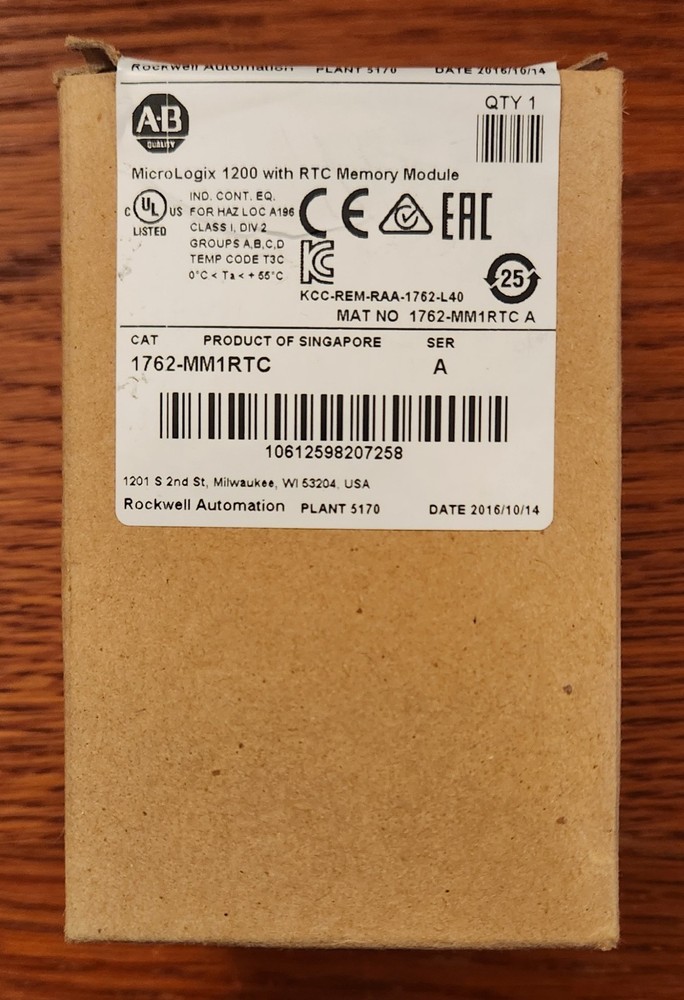 Rockwell Automation PLANT 5170 DATE 2016/10/14
A-B
QUALITY
QTY 1
MicroLogix 1200 with RTC Memory Module
C UL US
LISTED
IND. CONT. EQ.
FOR HAZ LOC A196
CLASS I, DIV 2
GROUPS A,B,C,D
TEMP CODE T3C
0°C < Ta < + 55°C
CE EAC
KC
25
KCC-REM-RAA-1762-L40
MAT NO 1762-MM1RTC A
CAT PRODUCT OF SINGAPORE SER
1762-MM1RTC A
10612598207258
1201 S 2nd St, Milwaukee, WI 53204, USA
Rockwell Automation PLANT 5170 DATE 2016/10/14